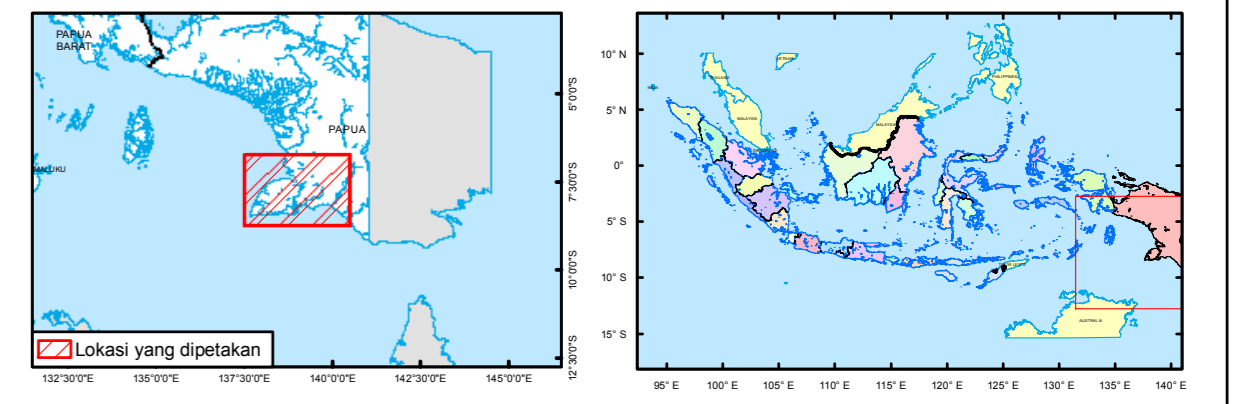 PAPUA
BARAT
PAPUA
MALUKU
5°0'0"S
7°30'0"S
10°0'0"S
12°30'0"S
Lokasi yang dipetakan
132°30'0"E
135°0'0"E
137°30'0"E
140°0'0"E
142°30'0"E
145°0'0"E
10° N
5° N
0°
5° S
10° S
15° S
THAILAND
VIETNAM
PHILIPPINES
MALAYSIA
MALAYSIA
AUSTRALIA
95° E
100° E
105° E
110° E
115° E
120° E
125° E
130° E
135° E
140° E